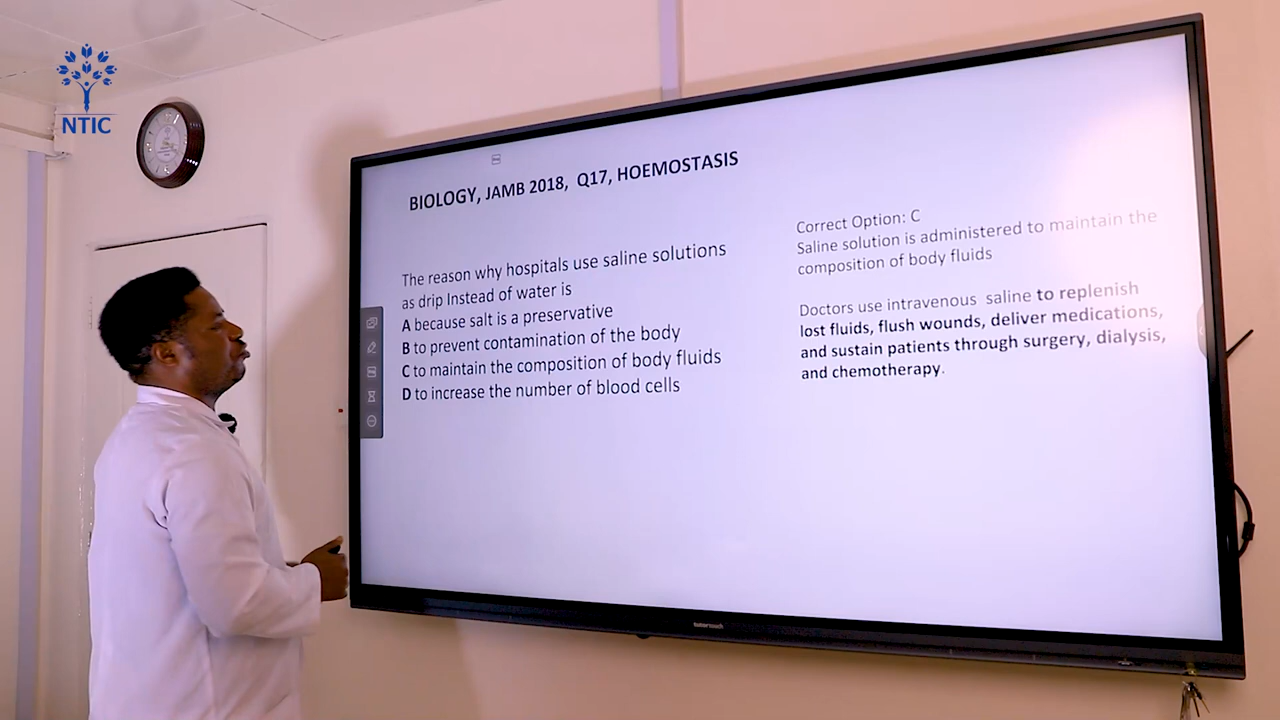 NTIC
BIOLOGY, JAMB 2018, Q17, HOEMOSTASIS
The reason why hospitals use saline solutions
as drip Instead of water is
A because salt is a preservative
B to prevent contamination of the body
C to maintain the composition of body fluids
D to increase the number of blood cells
Correct Option: C
Saline solution is administered to maintain the
composition of body fluids
Doctors use intravenous saline to replenish
lost fluids, flush wounds, deliver medications,
and sustain patients through surgery, dialysis,
and chemotherapy.